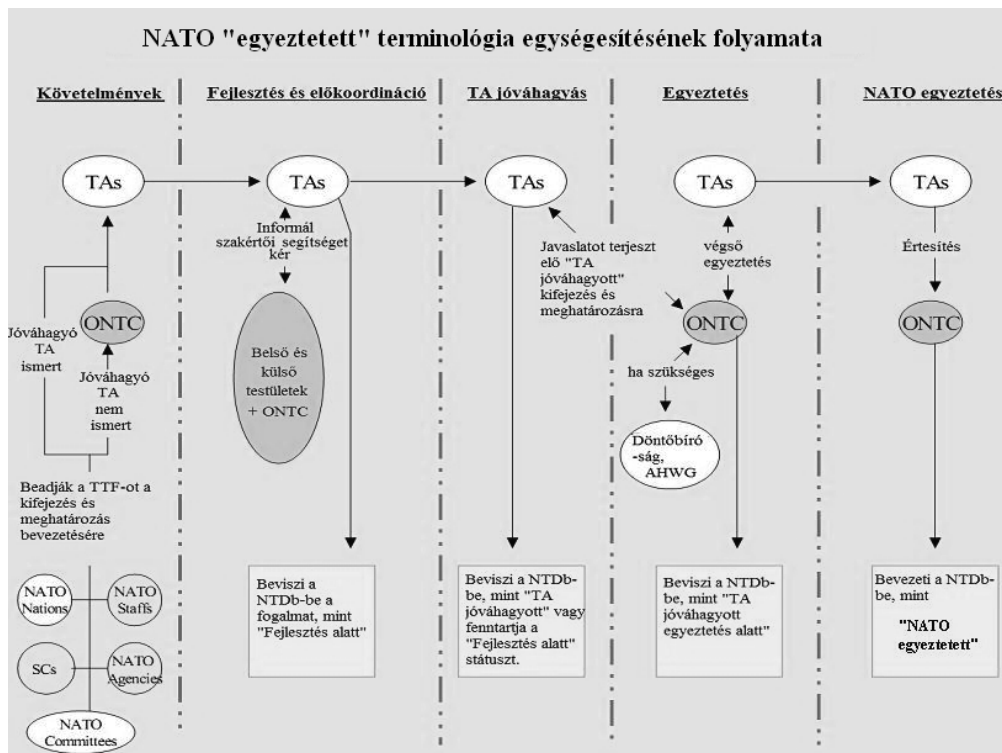 NATO "egyeztetett" terminológia egységesítésének folyamata
Követelmények
Fejlesztés és előkoordináció
TA jóváhagyás
Egyeztetés
NATO egyeztetés
TAs
TAs
TAs
TAs
TAs
Jóváhagyó
TA
ismert
ONTC
Jóváhagyó
TA
nem
ismert
Beadják a TTF-ot a
kifejezés és
meghatározás
bevezetésére
NATO
Nations
NATO
Staffs
SCs
NATO
Agencies
NATO
Committees
Informál
szakértői segítséget
kér
Belső és
külső
testületek
+ ONTC
Beviszi a
NTDb-be a
fogalmat, mint
"Fejlesztés alatt"
Beviszi a NTDb-
be, mint "TA
jóváhagyott" vagy
fenntartja a
"Fejlesztés alatt"
státuszt.
Javaslatot terjeszt
elő "TA
jóváhagyott"
kifejezés és
meghatározásra
végső
egyeztetés
ONTC
ha szükséges
Döntőbíró
-ság,
AHWG
Beviszi a NTDb-
be, mint "TA
jóváhagyott
egyeztetés alatt"
Értesítés
ONTC
Bevezeti a NTDb-
be, mint
"NATO
egyeztetett"